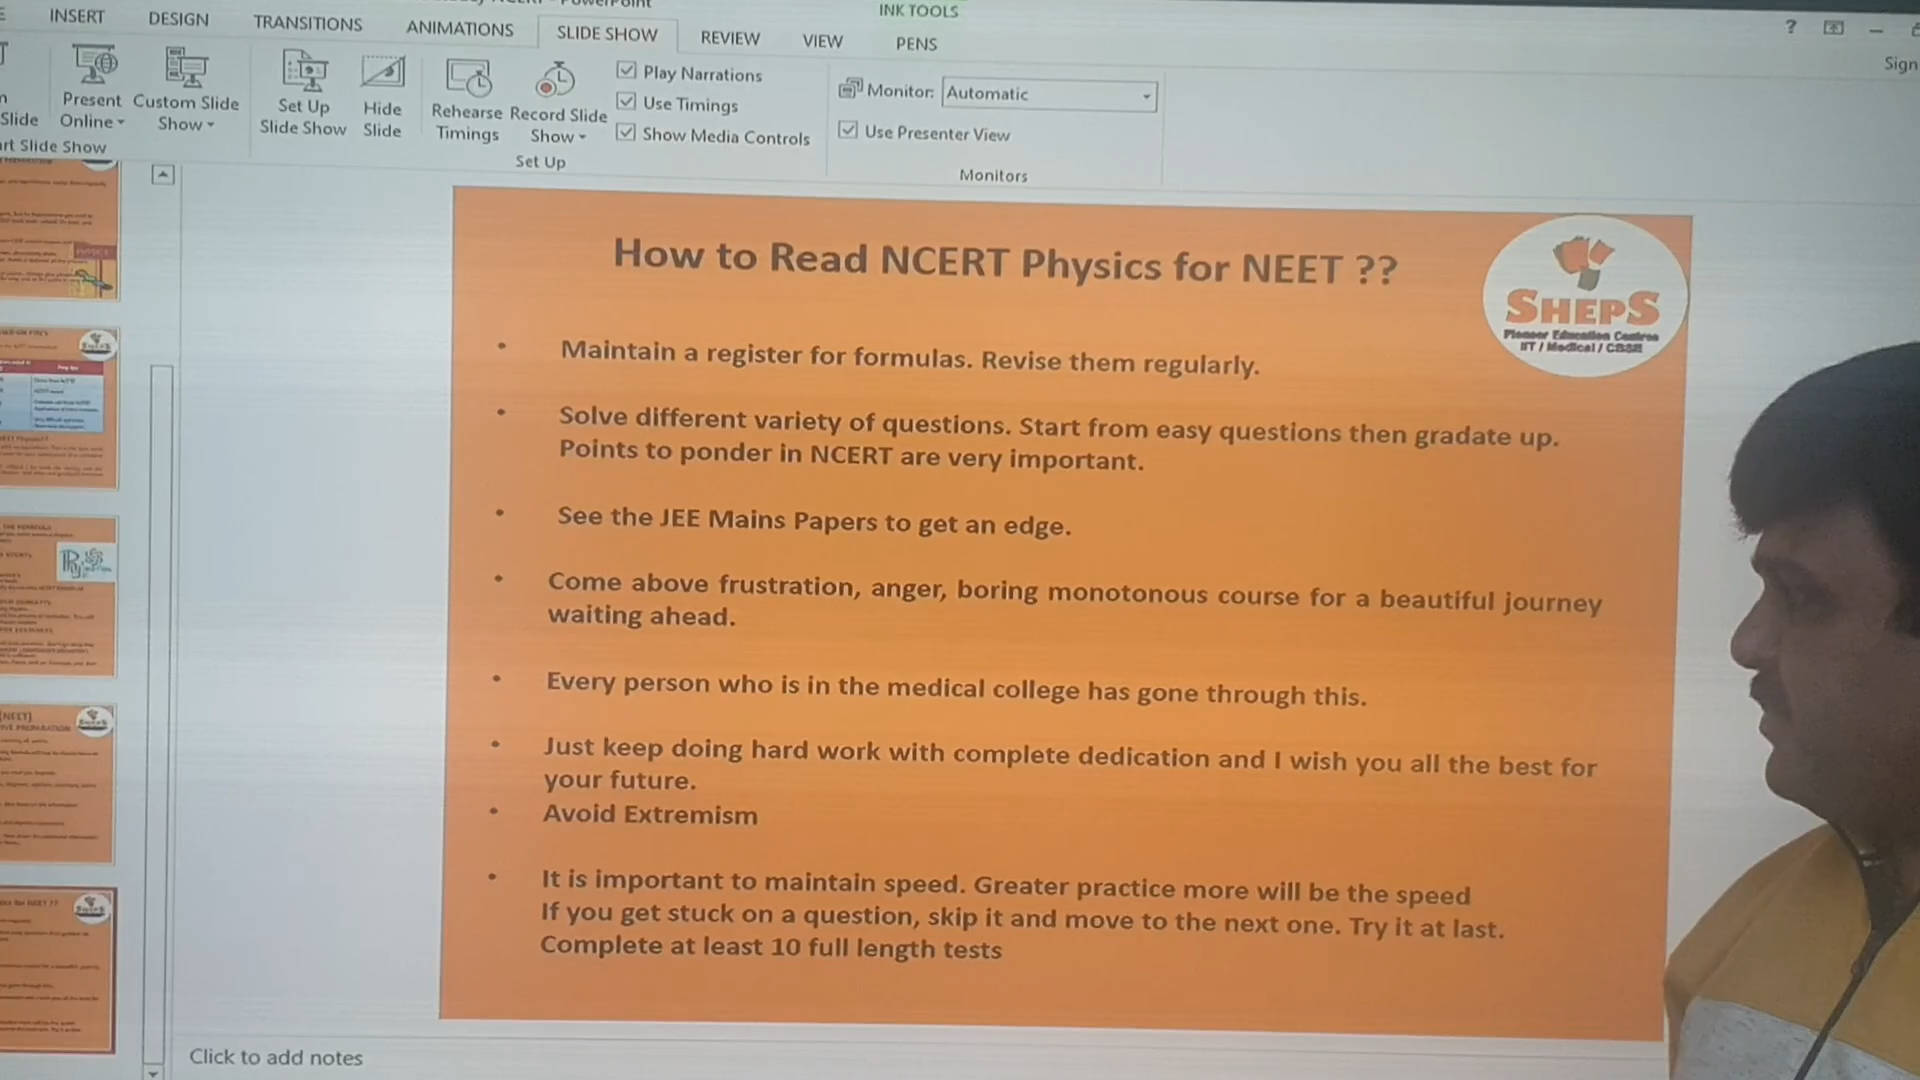 INSERT
DESIGN
TRANSITIONS
ANIMATIONS
SLIDE SHOW
REVIEW
VIEW
INK TOOLS
PENS
?
Sign
Slide
Present
Online
Custom Slide
Show
Set Up
Slide Show
Hide
Slide
Rehearse
Timings
Record Slide
Show
Play Narrations
Use Timings
Show Media Controls
Monitor:
Automatic
Use Presenter View
rt Slide Show
Set Up
Monitors
How to Read NCERT Physics for NEET ??
SHEPS
Pioneer Education Centres
IIT / Medical / CBSE
• Maintain a register for formulas. Revise them regularly.
• Solve different variety of questions. Start from easy questions then gradate up.
Points to ponder in NCERT are very important.
• See the JEE Mains Papers to get an edge.
• Come above frustration, anger, boring monotonous course for a beautiful journey
waiting ahead.
• Every person who is in the medical college has gone through this.
• Just keep doing hard work with complete dedication and I wish you all the best for
your future.
• Avoid Extremism
• It is important to maintain speed. Greater practice more will be the speed
If you get stuck on a question, skip it and move to the next one. Try it at last.
Complete at least 10 full length tests
Click to add notes